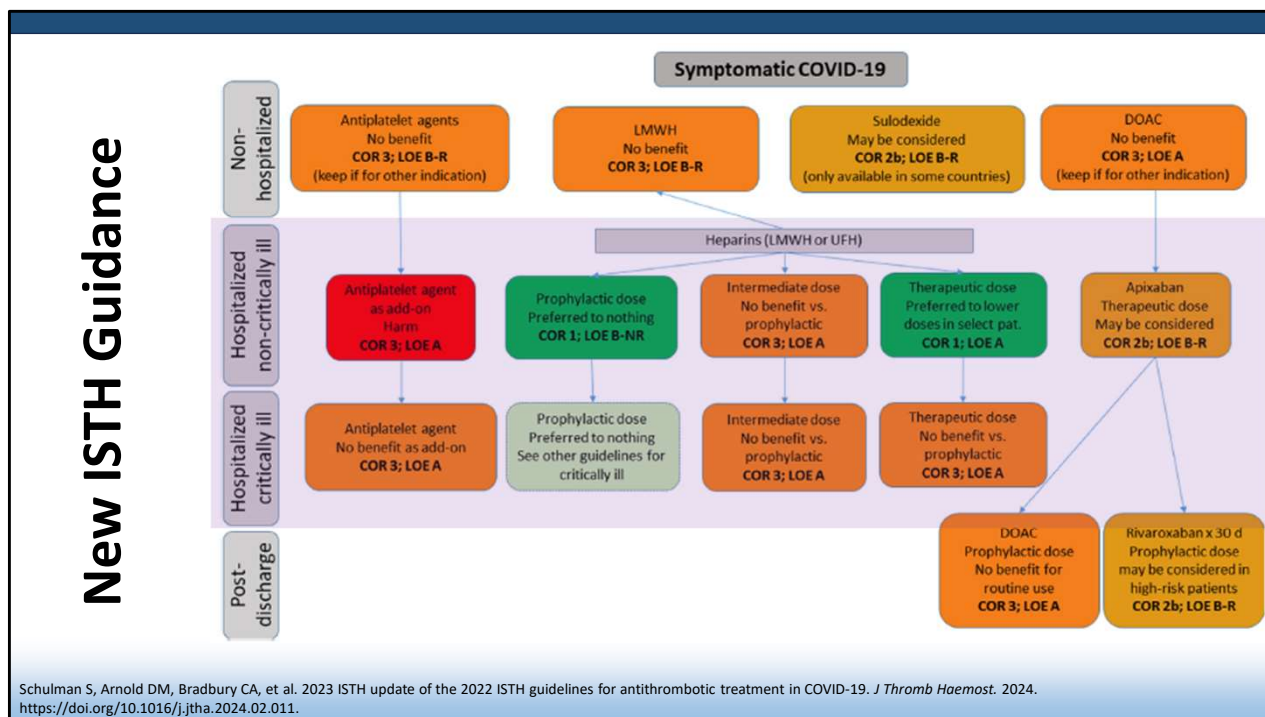 New ISTH Guidance
Symptomatic COVID-19
Non-
hospitalized
Antiplatelet agents
No benefit
COR 3; LOE B-R
(keep if for other indication)
LMWH
No benefit
COR 3; LOE B-R
Sulodexide
May be considered
COR 2b; LOE B-R
(only available in some countries)
DOAC
No benefit
COR 3; LOE A
(keep if for other indication)
Hospitalized
non-critically ill
Heparins (LMWH or UFH)
Antiplatelet agent
as add-on
Harm
COR 3; LOE A
Prophylactic dose
Preferred to nothing
COR 1; LOE B-NR
Intermediate dose
No benefit vs.
prophylactic
COR 3; LOE A
Therapeutic dose
Preferred to lower
doses in select pat.
COR 1; LOE A
Apixaban
Therapeutic dose
May be considered
COR 2b; LOE B-R
Hospitalized
critically ill
Antiplatelet agent
No benefit as add-on
COR 3; LOE A
Prophylactic dose
Preferred to nothing
See other guidelines for
critically ill
Intermediate dose
No benefit vs.
prophylactic
COR 3; LOE A
Therapeutic dose
No benefit vs.
prophylactic
COR 3; LOE A
Post-
discharge
DOAC
Prophylactic dose
No benefit for
routine use
COR 3; LOE A
Rivaroxaban x 30 d
Prophylactic dose
may be considered in
high-risk patients
COR 2b; LOE B-R
Schulman S, Arnold DM, Bradbury CA, et al. 2023 ISTH update of the 2022 ISTH guidelines for antithrombotic treatment in COVID-19. J Thromb Haemost. 2024.
https://doi.org/10.1016/j.jtha.2024.02.011.